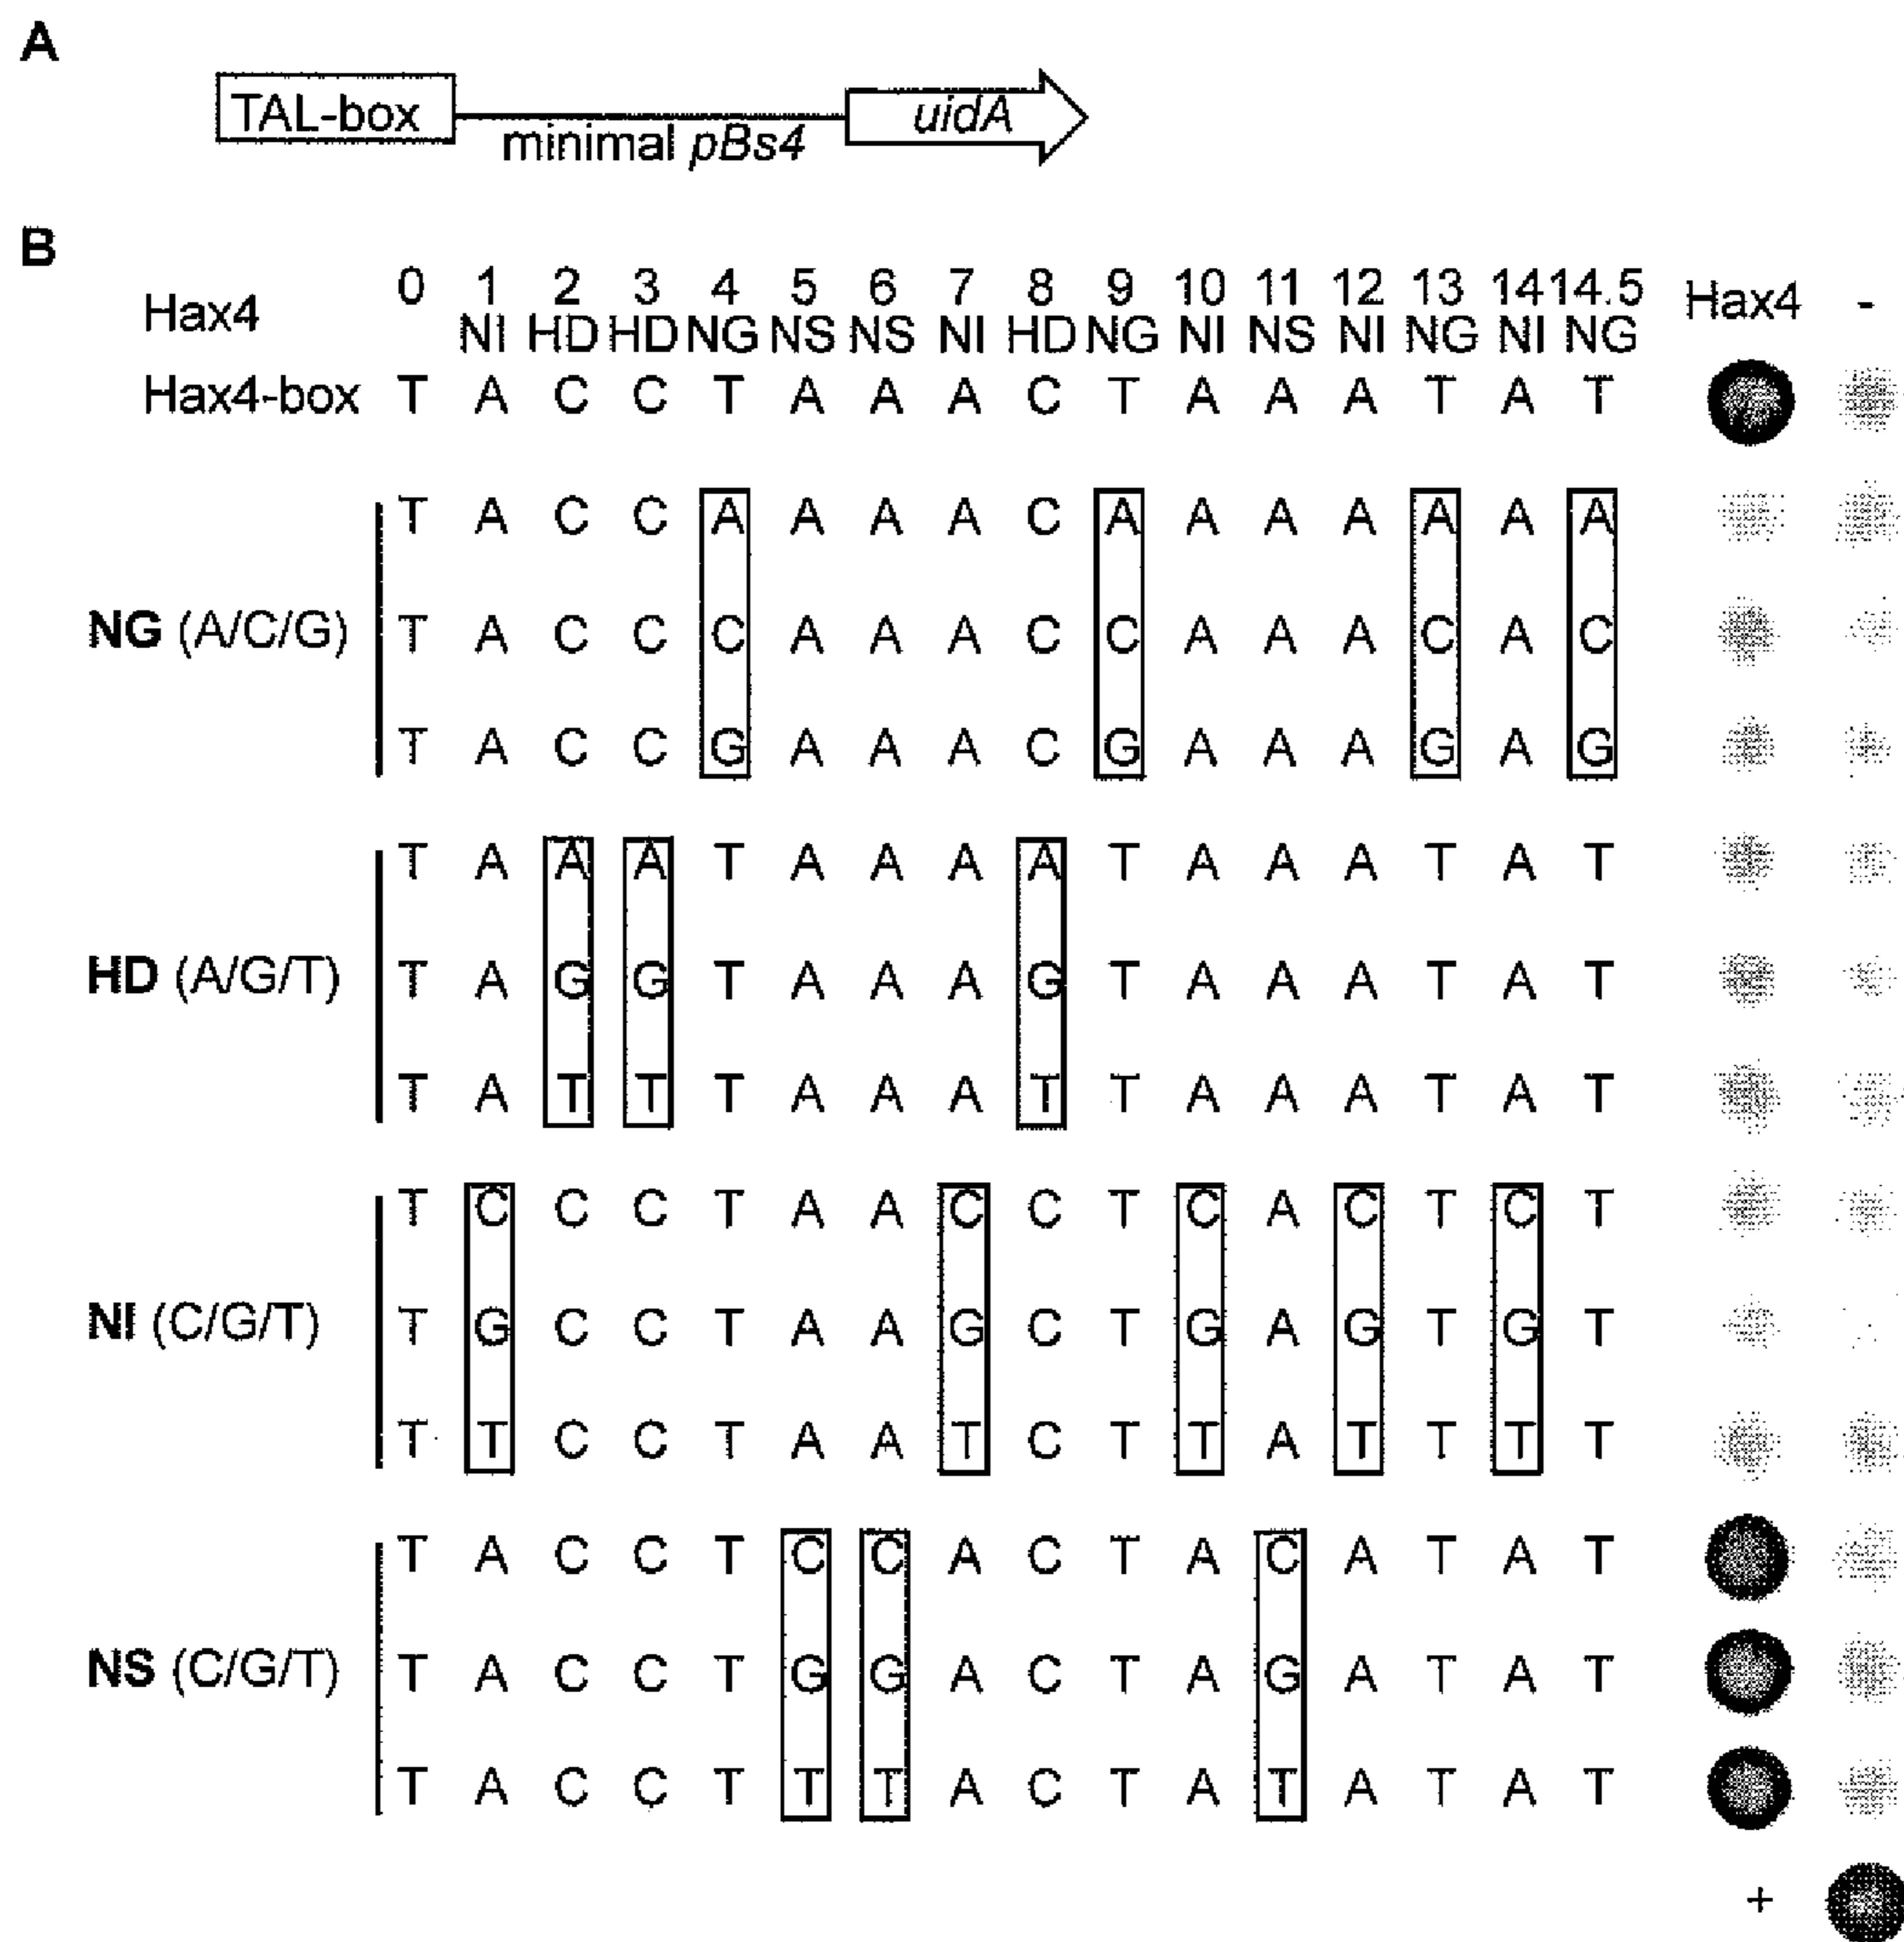 A
TAL-box minimal pBs4 uidA
B
0 1 2 3 4 5 6 7 8 9 10 11 12 13 14 14.5 Hax4 -
Hax4 NI HD HD NG NS NS NI HD NG NI NS NI NG NI NG
Hax4-box T A C C T A A A C T A A A T A T
T A C C A A A A C A A A A A A A
NG (A/C/G) T A C C C A A A C C A A A C A C
T A C C G A A A C G A A A G A G
T A A A T A A A A T A A A T A T
HD (A/G/T) T A G G T A A A G T A A A T A T
T A T T T A A A T T A A A T A T
T C C C T A A C C T C A C T C T
NI (C/G/T) T G C C T A A G C T G A G T G T
T T C C T A A T C T T A T T T T
T A C C T C C A C T A C A T A T
NS (C/G/T) T A C C T G G A C T A G A T A T
T A C C T T T A C T A T A T A T
+